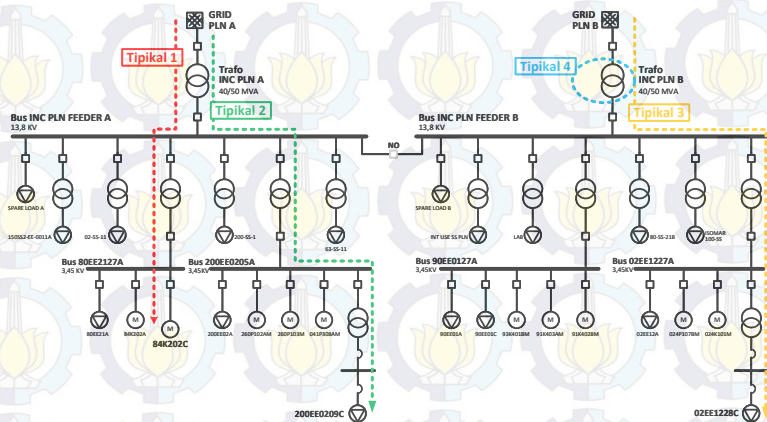 GRID
PLN A
GRID
PLN B
Tipikal 1
Tipikal 4
Trafo
INC PLN A
40/50 MVA
Trafo
INC PLN B
40/50 MVA
Tipikal 2
Tipikal 3
Bus INC PLN FEEDER A
13,8 KV
Bus INC PLN FEEDER B
13,8 KV
NO
SPARE LOAD A
150SS2-EE-0011A
02-SS-11
200-SS-1
63-SS-11
SPARE LOAD B
INT USE SS PLN
LAB
80-SS-21B
ISOMAR
100-SS
Bus 80EE2127A
3,45 KV
Bus 200EE0205A
3,45KV
Bus 90EE0127A
3,45KV
Bus 02EE1227A
3,45KV
M
M
M
M
M
M
M
M
M
M
80EE21A
84K202A
84K202C
200EE02A
260P102AM
260P103M
041P308AM
90EE01A
90EE01C
93K401BM
91K403AM
91K402BM
02EE12A
024P107BM
024K101M
200EE0209C
02EE1228C